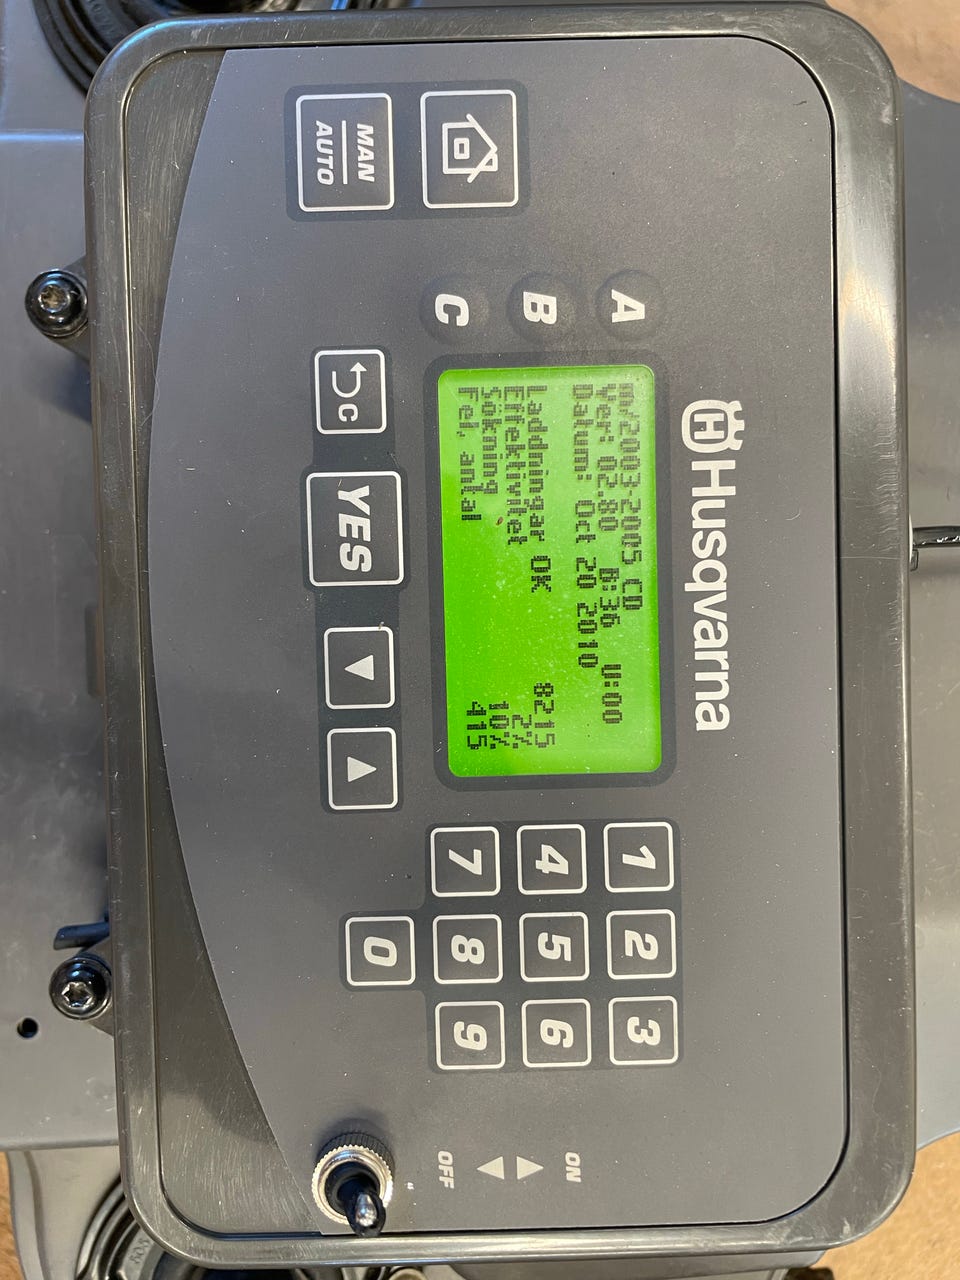 Husqvarna
MAN
AUTO
A
B
C
m/2003-2005 CD
Ver: 02.80 B:36 U:00
Datum: Oct 20 2010
Laddningar OK 8215
Effektivitet 2%
Sökning 10%
Fel, antal 415
C
YES
1 2 3
4 5 6
7 8 9
0
ON
OFF